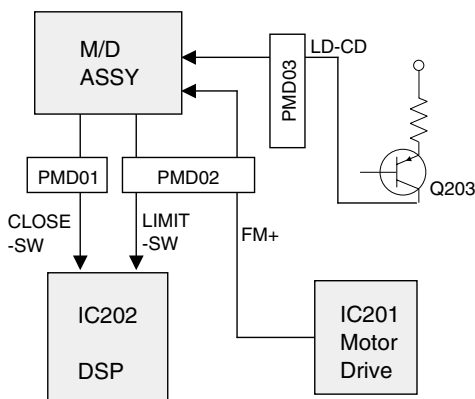 M/D
ASSY
PMD03
LD-CD
Q203
PMD01
PMD02
CLOSE
-SW
LIMIT
-SW
FM+
IC202
DSP
IC201
Motor
Drive